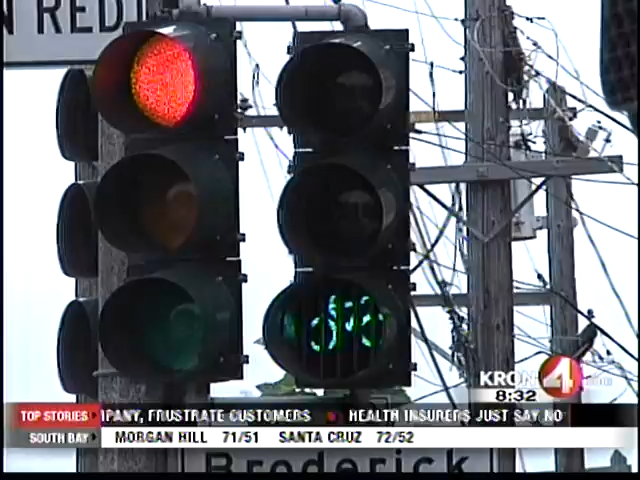 N RED
KRON 4
8:32
TOP STORIES
IPANY, FRUSTRATE CUSTOMERS HEALTH INSURERS JUST SAY NO
SOUTH BAY MORGAN HILL 71/51 SANTA CRUZ 72/52
Broderick